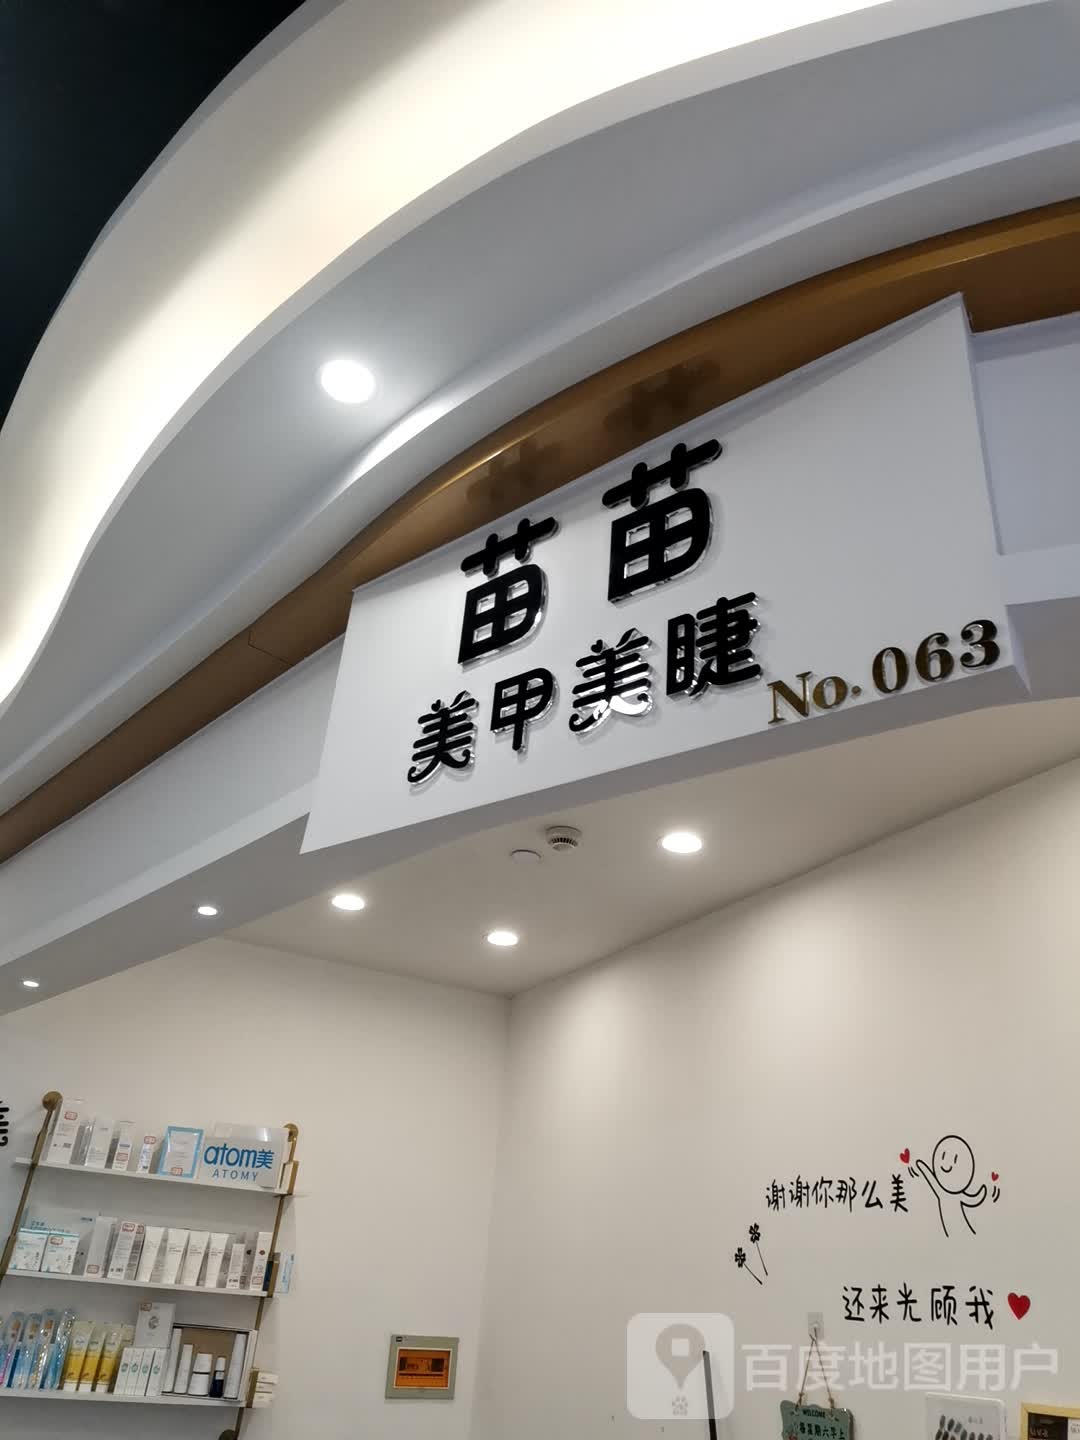 苗苗
美甲美睫
No.063
atom美
ATOMY
谢谢你那么美
还来光顾我
WELCOME
百度地图用户